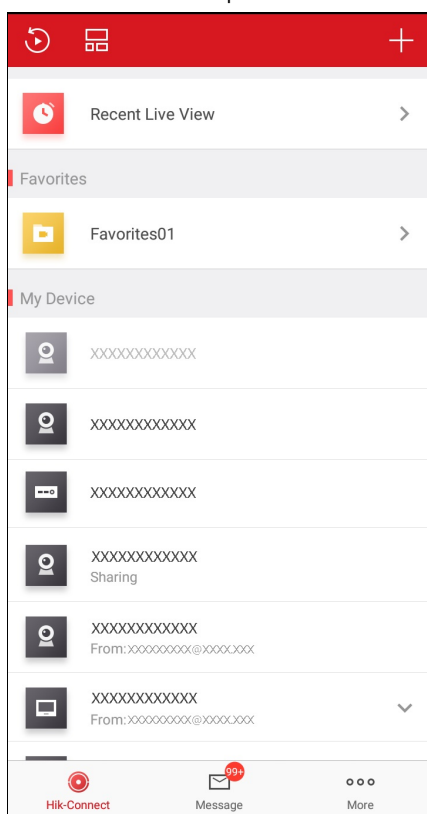 Recent Live View
Favorites
Favorites01
My Device
XXXXXXXXXXXX
XXXXXXXXXXXX
XXXXXXXXXXXX
XXXXXXXXXXXX
Sharing
XXXXXXXXXXXX
From: XXXXXXXXX@XXXX.XXX
XXXXXXXXXXXX
From: XXXXXXXXX@XXXX.XXX
99+
Hik-Connect
Message
More